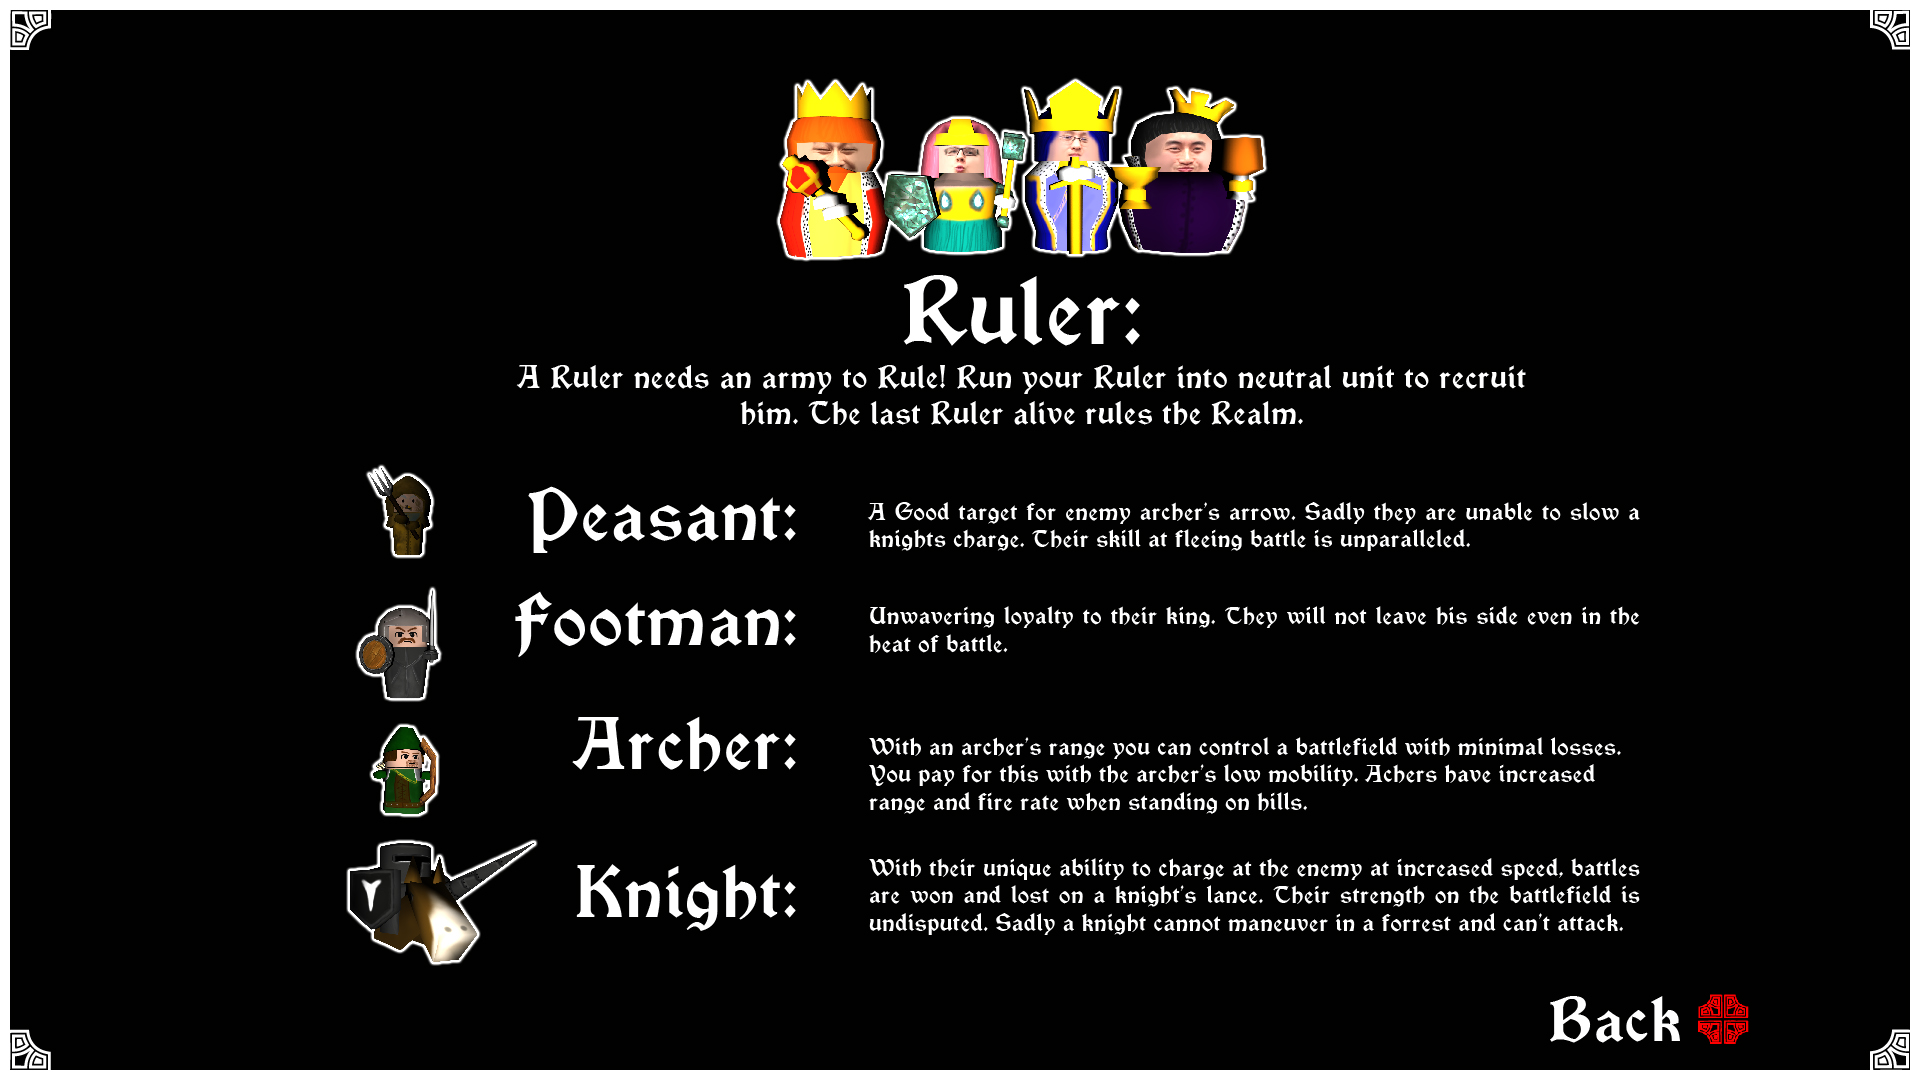 Ruler:
A Ruler needs an army to Rule! Run your Ruler into neutral unit to recruit
him. The last Ruler alive rules the Realm.
Peasant:
A Good target for enemy archer's arrow. Sadly they are unable to slow a
knights charge. Their skill at fleeing battle is unparalleled.
Footman:
Unwavering loyalty to their king. They will not leave his side even in the
heat of battle.
Archer:
With an archer's range you can control a battlefield with minimal losses.
You pay for this with the archer's low mobility. Achers have increased
range and fire rate when standing on hills.
Knight:
With their unique ability to charge at the enemy at increased speed, battles
are won and lost on a knight's lance. Their strength on the battlefield is
undisputed. Sadly a knight cannot maneuver in a forrest and can't attack.
Back